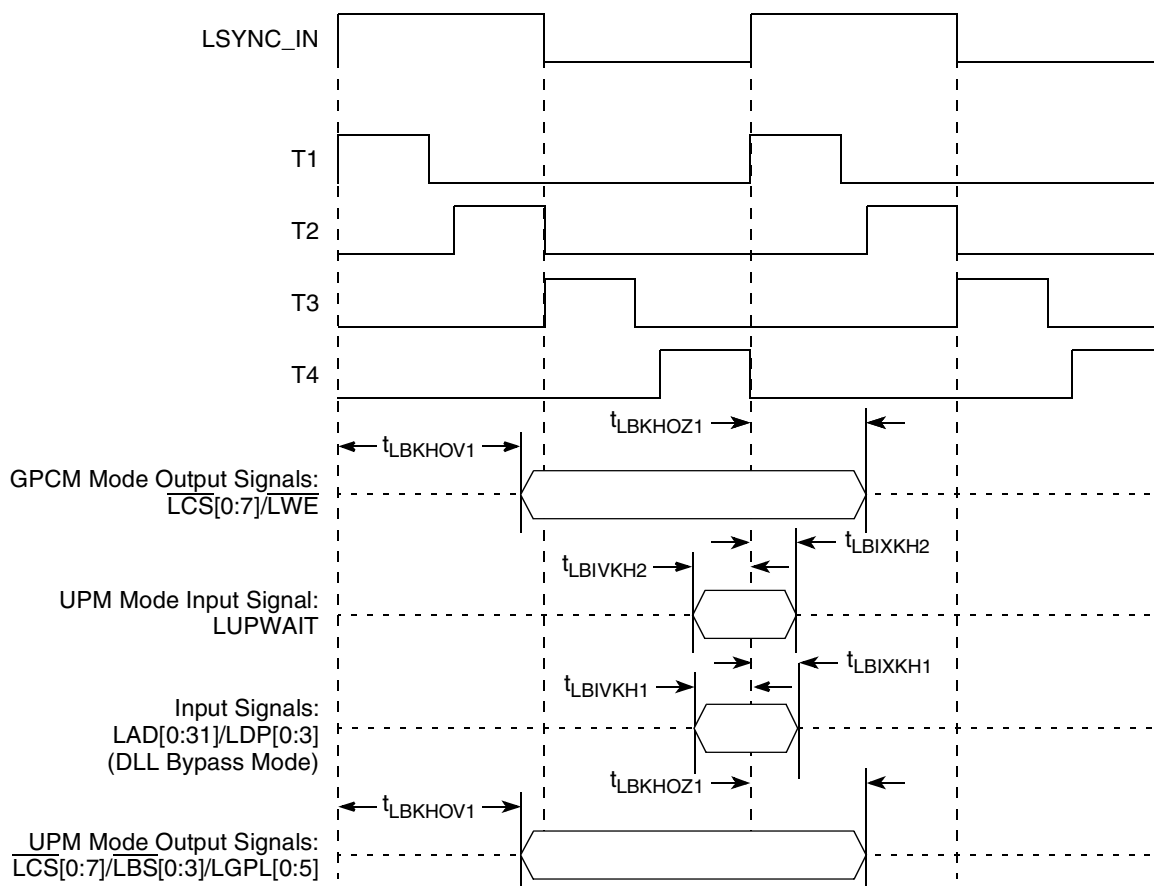 LSYNC_IN
T1
T2
T3
T4
tLBKHOZ1
tLBKHOV1
GPCM Mode Output Signals:
LCS[0:7]/LWE
tLBIXKH2
tLBIVKH2
UPM Mode Input Signal:
LUPWAIT
tLBIXKH1
tLBIVKH1
Input Signals:
LAD[0:31]/LDP[0:3]
(DLL Bypass Mode)
tLBKHOZ1
tLBKHOV1
UPM Mode Output Signals:
LCS[0:7]/LBS[0:3]/LGPL[0:5]